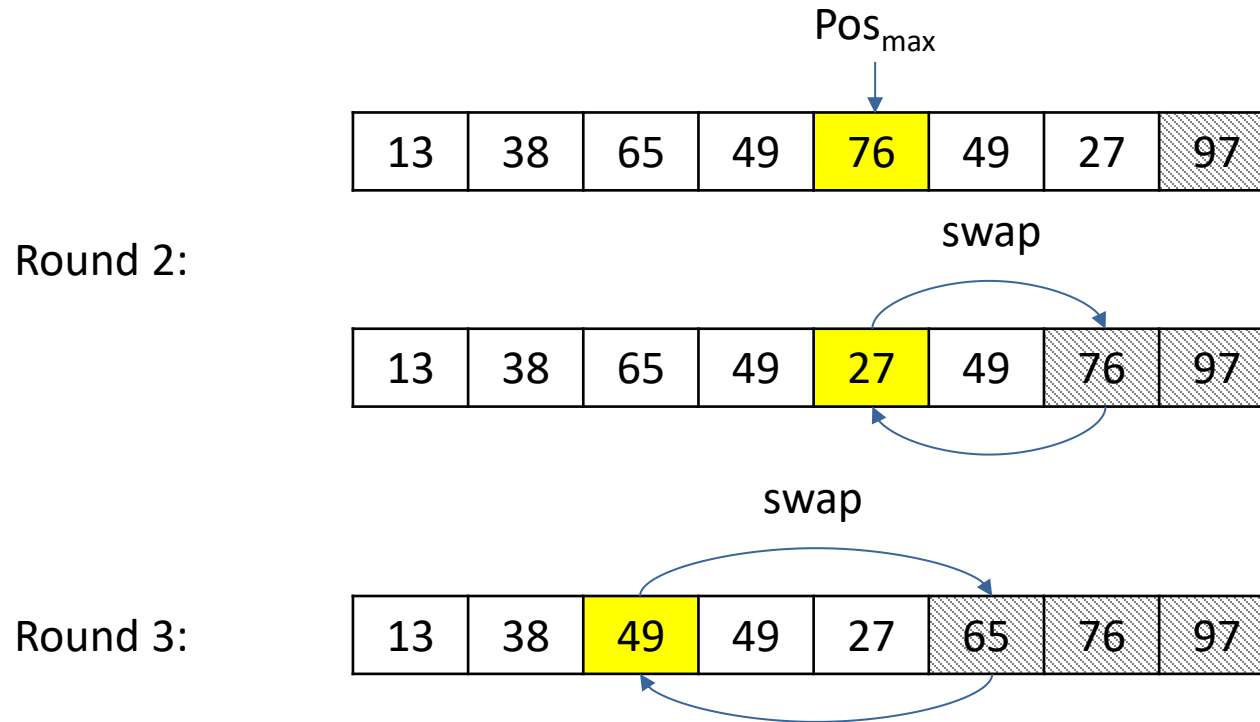 Pos_max
13 38 65 49 76 49 27 97
Round 2:
swap
13 38 65 49 27 49 76 97
swap
Round 3:
13 38 49 49 27 65 76 97